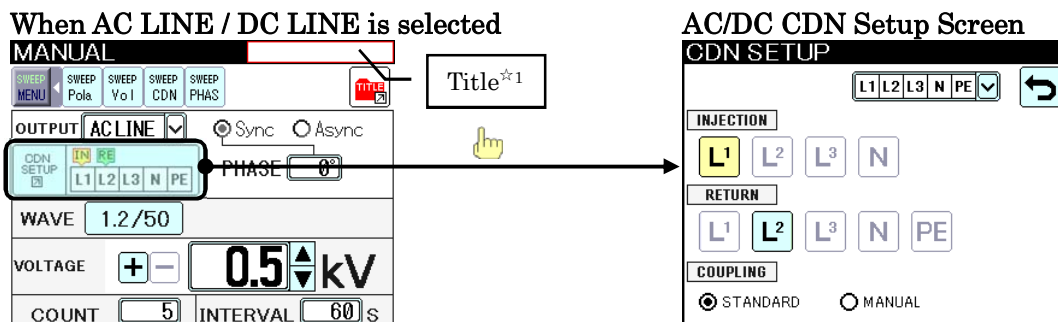 When AC LINE / DC LINE is selected
MANUAL
SWEEP MENU
SWEEP Pola
SWEEP Vol
SWEEP CDN
SWEEP PHAS
TITLE
Title☆1
OUTPUT AC LINE
Sync Async
CDN SETUP
IN RE
L1 L2 L3 N PE
PHASE 0°
WAVE 1.2/50
VOLTAGE + − 0.5 kV
COUNT 5 INTERVAL 60 s
AC/DC CDN Setup Screen
CDN SETUP
L1 L2 L3 N PE
INJECTION
L1 L2 L3 N
RETURN
L1 L2 L3 N PE
COUPLING
STANDARD MANUAL